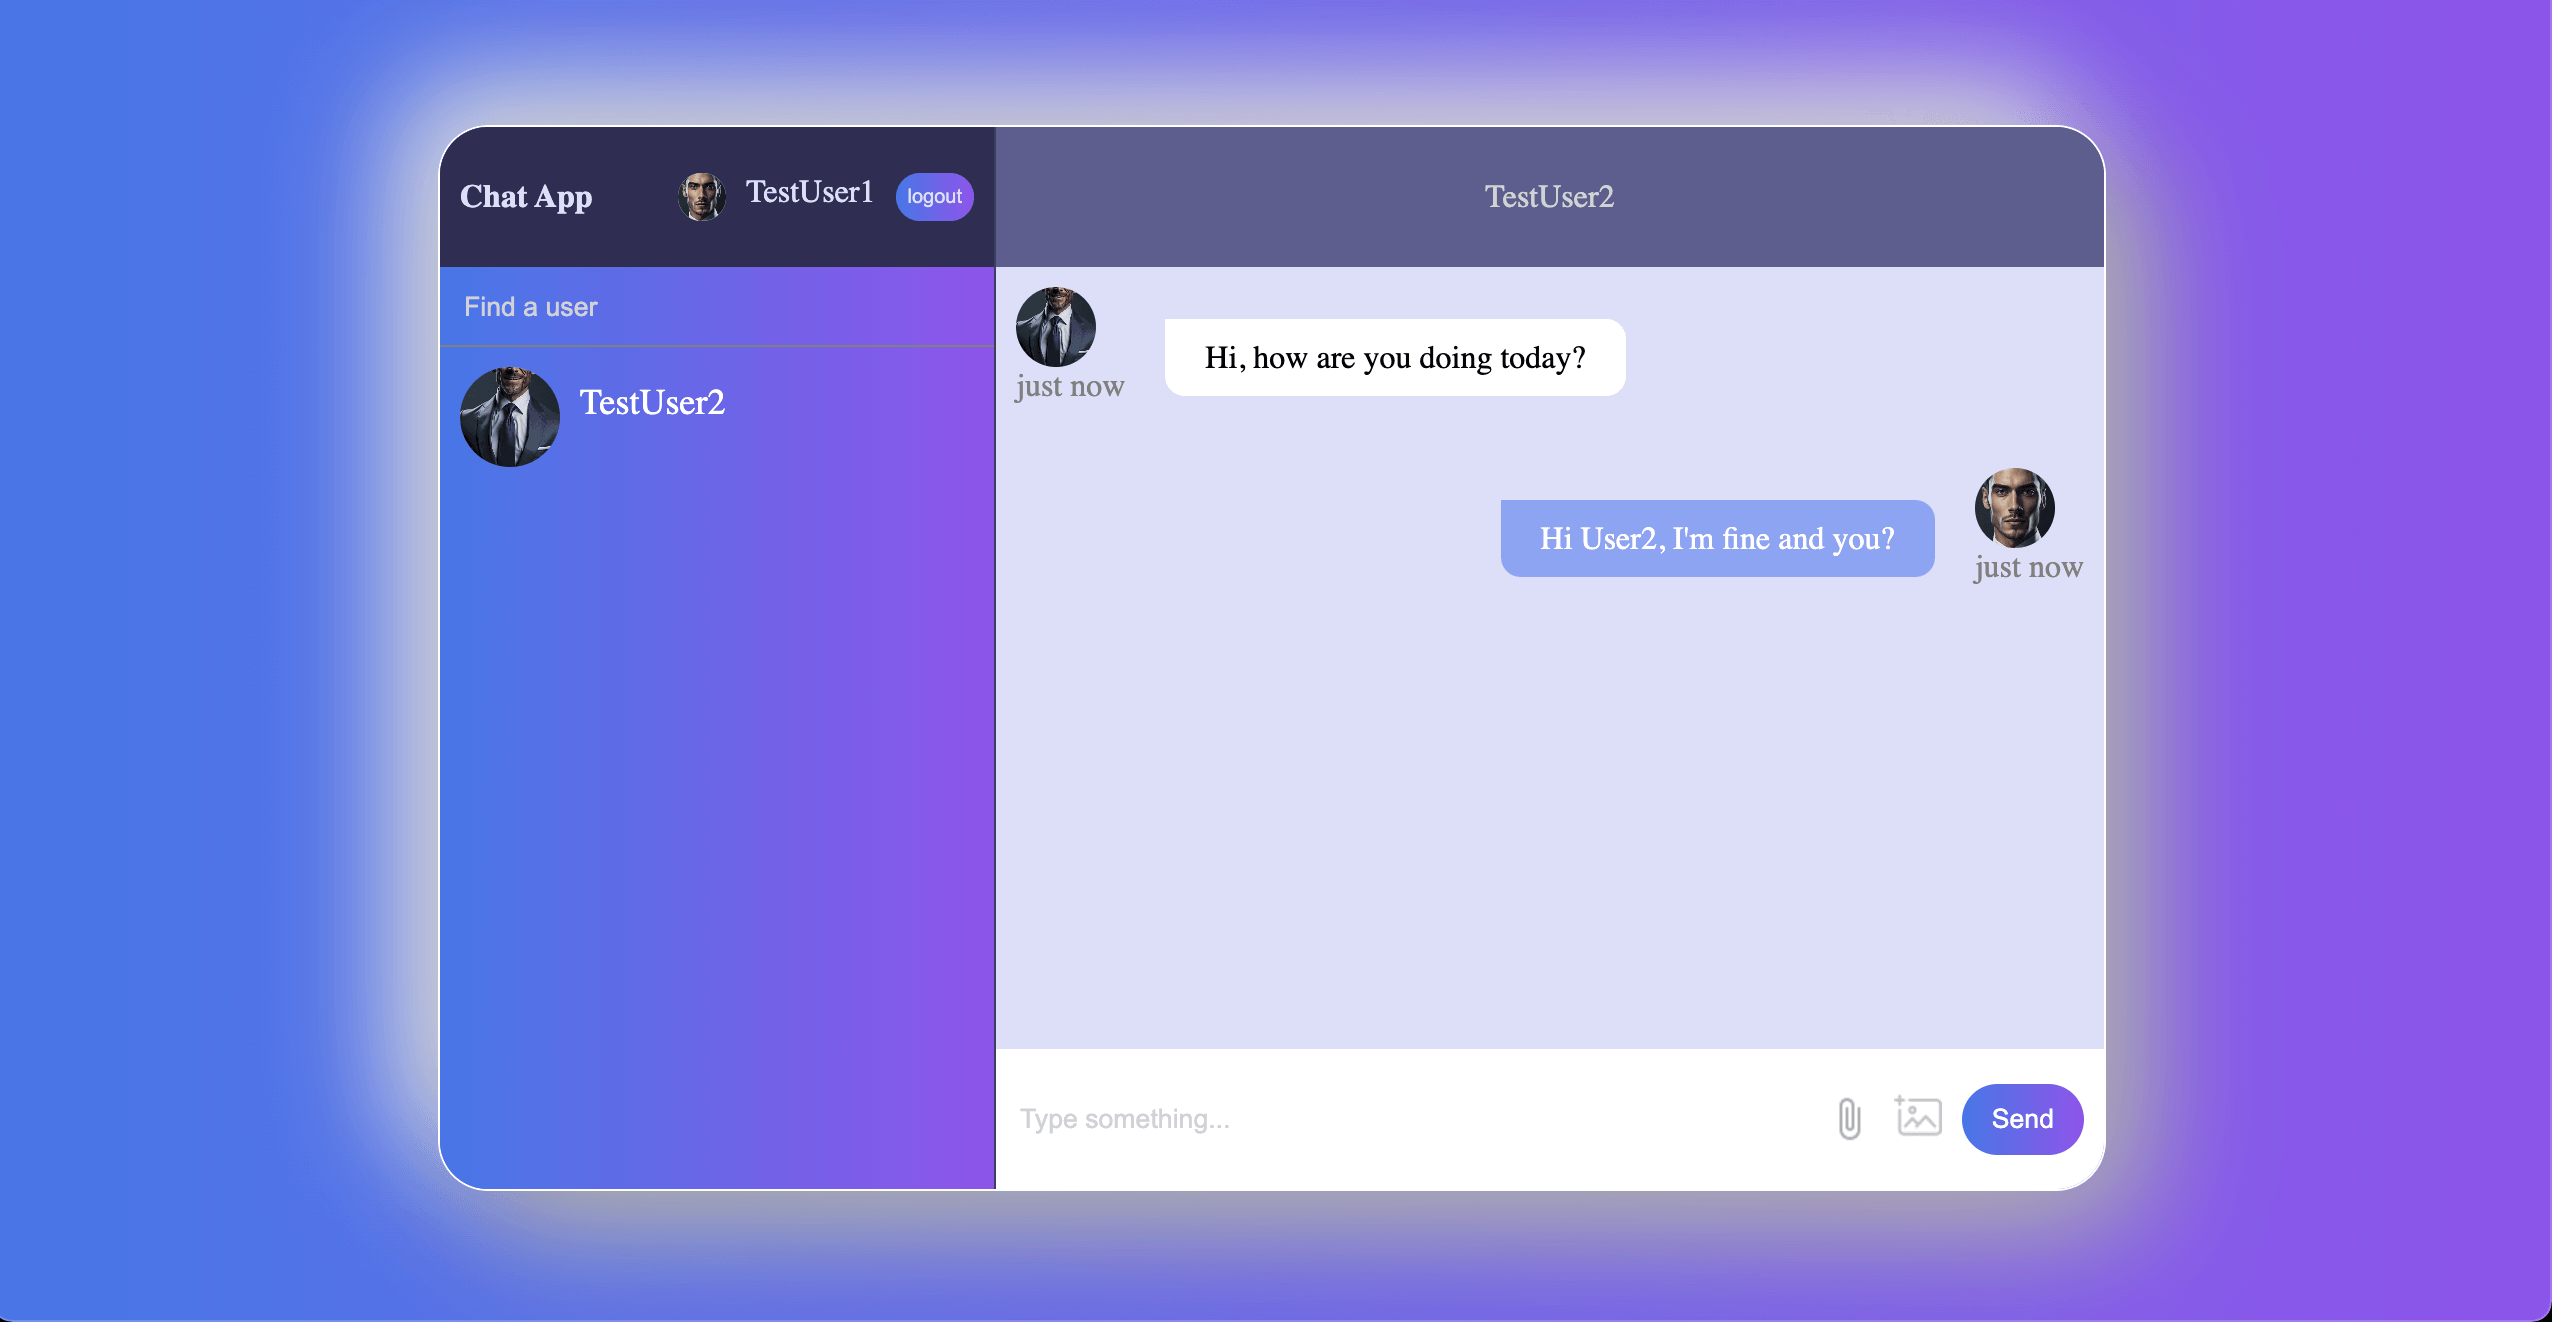 Chat App
TestUser1
logout
Find a user
TestUser2
TestUser2
Hi, how are you doing today?
just now
Hi User2, I'm fine and you?
just now
Type something...
Send